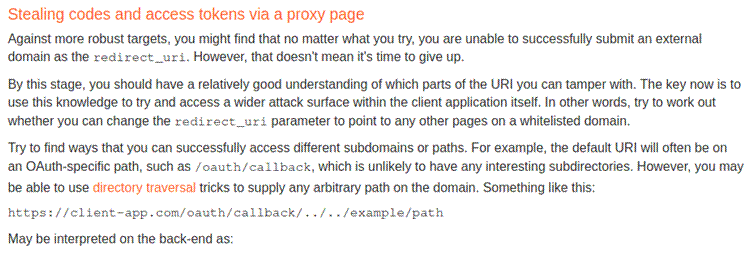 Stealing codes and access tokens via a proxy page
Against more robust targets, you might find that no matter what you try, you are unable to successfully submit an external
domain as the redirect_uri. However, that doesn't mean it's time to give up.
By this stage, you should have a relatively good understanding of which parts of the URI you can tamper with. The key now is to
use this knowledge to try and access a wider attack surface within the client application itself. In other words, try to work out
whether you can change the redirect_uri parameter to point to any other pages on a whitelisted domain.
Try to find ways that you can successfully access different subdomains or paths. For example, the default URI will often be on
an OAuth-specific path, such as /oauth/callback, which is unlikely to have any interesting subdirectories. However, you may
be able to use directory traversal tricks to supply any arbitrary path on the domain. Something like this:
https://client-app.com/oauth/callback/../../example/path
May be interpreted on the back-end as: